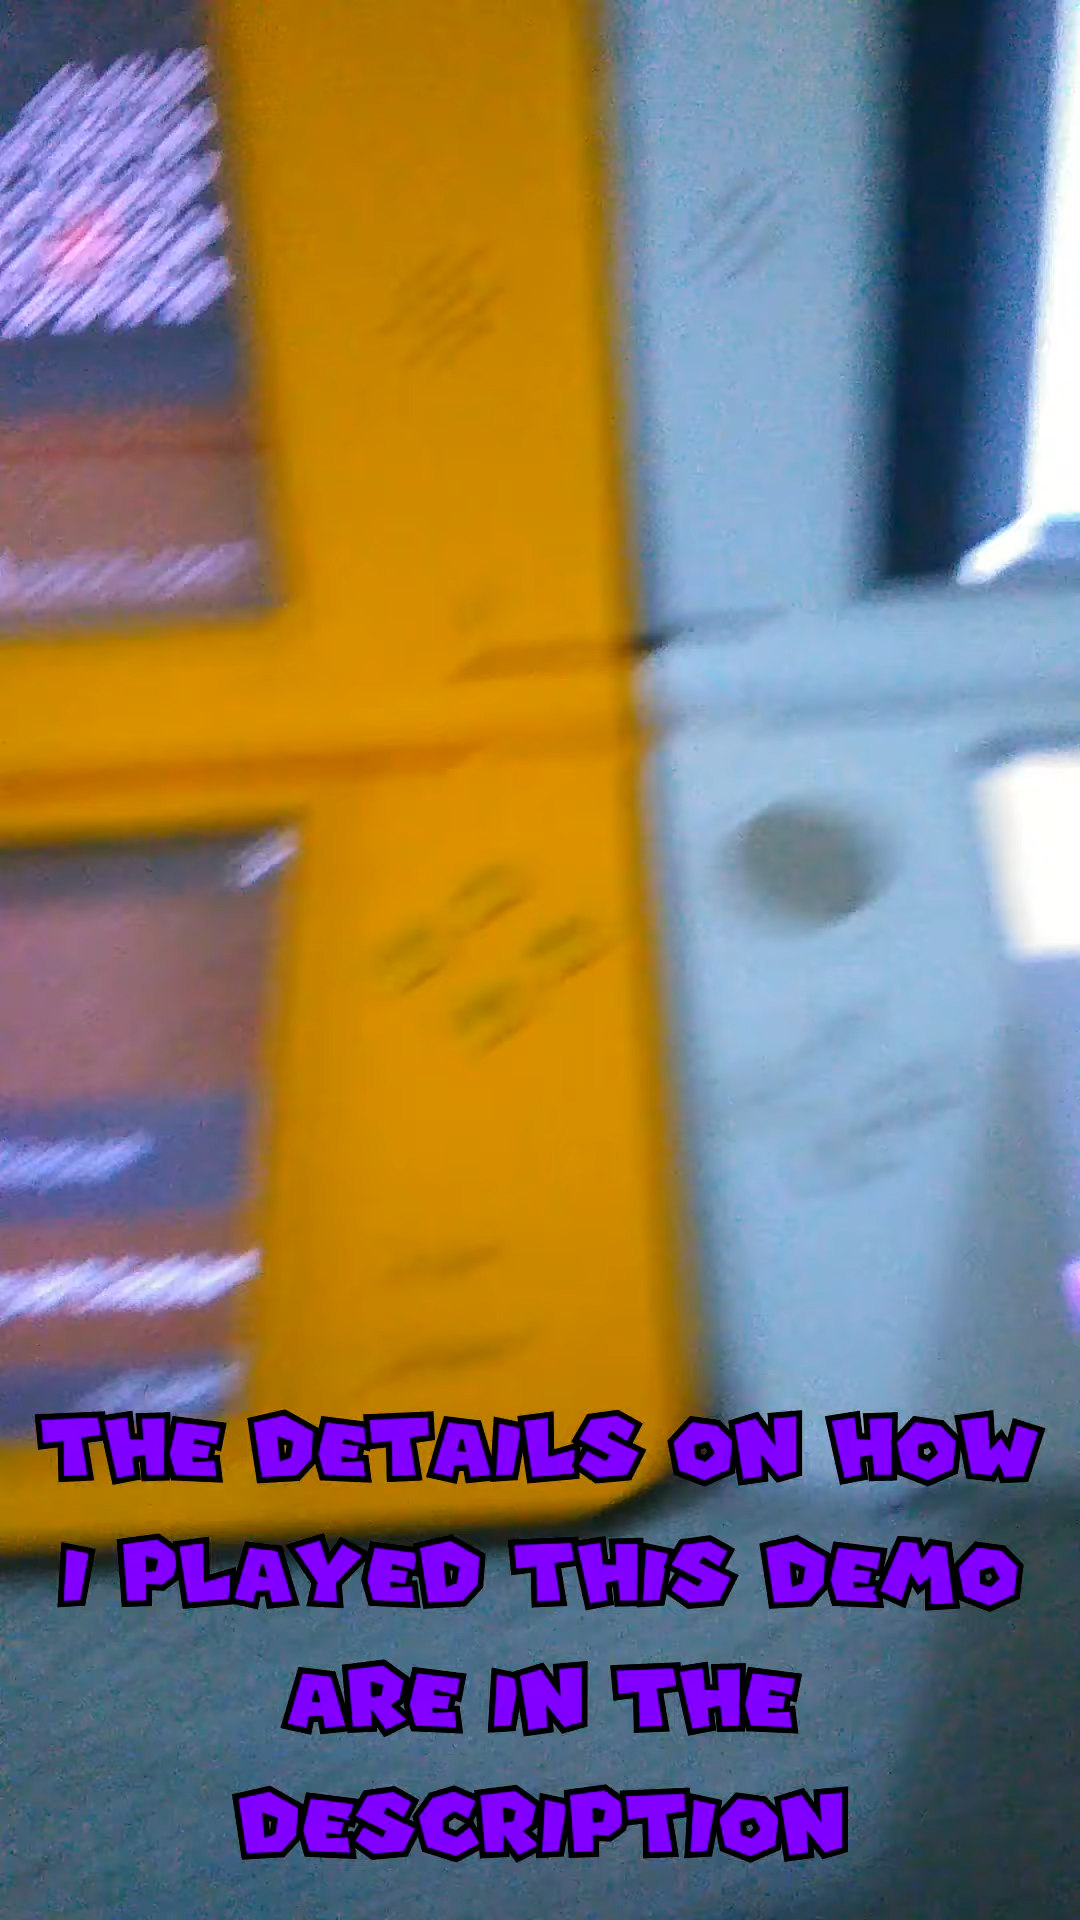 THE DETAILS ON HOW
I PLAYED THIS DEMO
ARE IN THE
DESCRIPTION